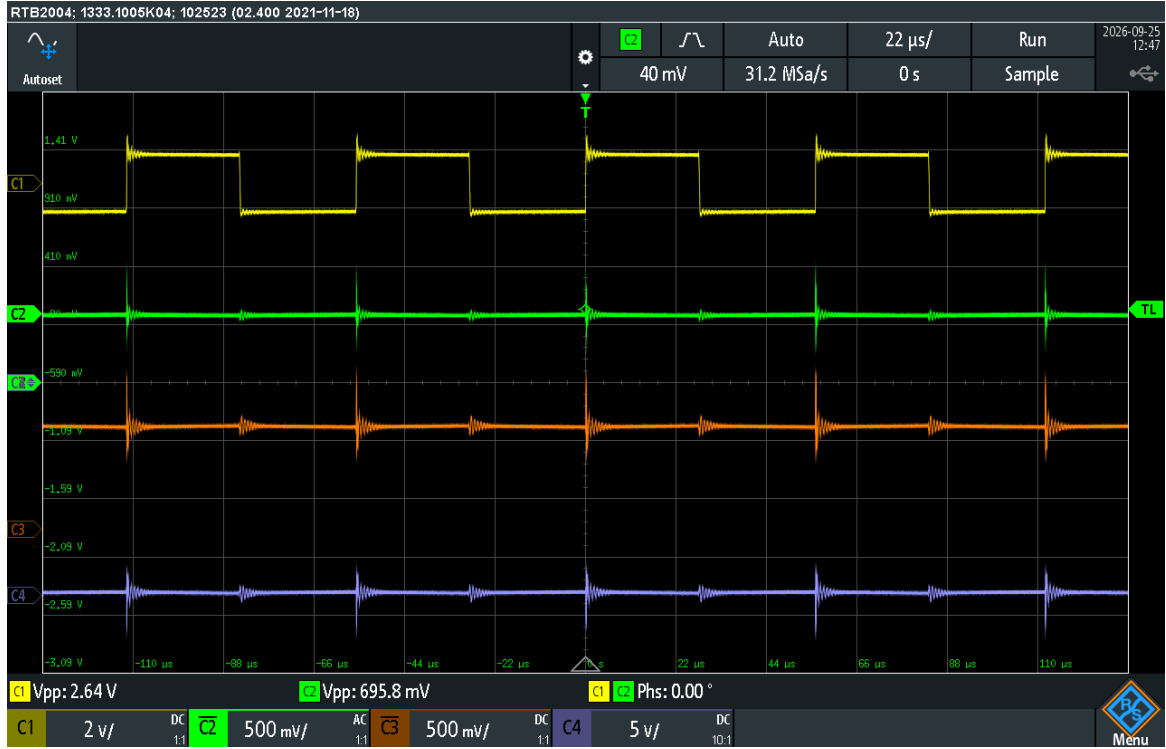 RTB2004; 1333.1005K04; 102523 (02.400 2021-11-18)
Autoset
C2 Auto 22 µs/ Run
40 mV 31.2 MSa/s 0 s Sample
2026-09-25
12:47
T
1,41 V
C1
910 mV
410 mV
C2
TL
-590 mV
-1,09 V
-1,59 V
C3
-2,09 V
C4
-2,59 V
-3,09 V
-110 µs -88 µs -66 µs -44 µs -22 µs 0 s 22 µs 44 µs 66 µs 88 µs 110 µs
C1 Vpp: 2.64 V C2 Vpp: 695.8 mV C1 C2 Phs: 0.00 °
C1 2 V/ DC 1:1 C2 500 mV/ AC 1:1 C3 500 mV/ DC 1:1 C4 5 V/ DC 10:1
R&S
Menu